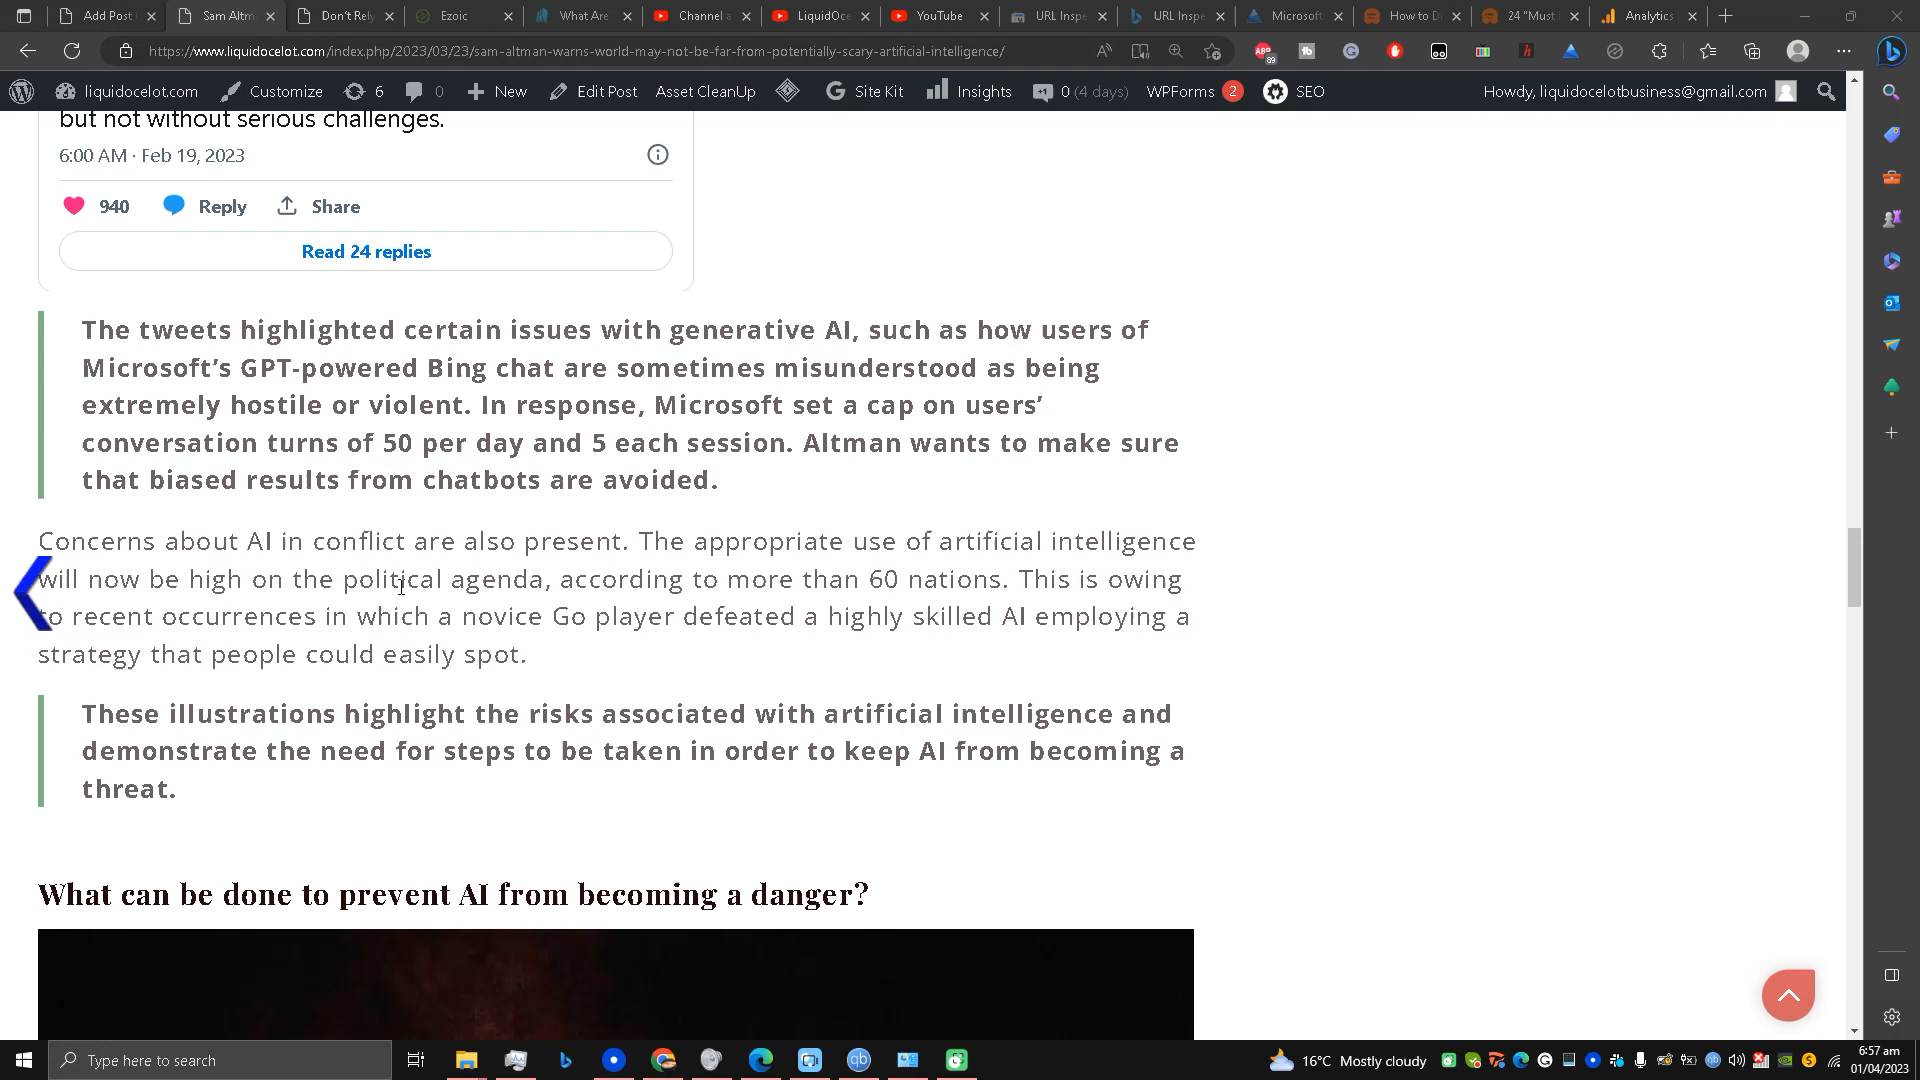 Add Post
Sam Altm
Don't Rely
Ezoic
What Are
Channel a
LiquidOce
YouTube
URL Inspe
URL Inspe
Microsoft
How to D
24 "Must
Analytics
https://www.liquidocelot.com/index.php/2023/03/23/sam-altman-warns-world-may-not-be-far-from-potentially-scary-artificial-intelligence/
89
liquidocelot.com
Customize
6
0
New
Edit Post
Asset CleanUp
Site Kit
Insights
0 (4 days)
WPForms 2
SEO
Howdy, liquidocelotbusiness@gmail.com
but not without serious challenges.
6:00 AM · Feb 19, 2023
940 Reply Share
Read 24 replies
The tweets highlighted certain issues with generative AI, such as how users of
Microsoft's GPT-powered Bing chat are sometimes misunderstood as being
extremely hostile or violent. In response, Microsoft set a cap on users'
conversation turns of 50 per day and 5 each session. Altman wants to make sure
that biased results from chatbots are avoided.
Concerns about AI in conflict are also present. The appropriate use of artificial intelligence
will now be high on the political agenda, according to more than 60 nations. This is owing
to recent occurrences in which a novice Go player defeated a highly skilled AI employing a
strategy that people could easily spot.
These illustrations highlight the risks associated with artificial intelligence and
demonstrate the need for steps to be taken in order to keep AI from becoming a
threat.
What can be done to prevent AI from becoming a danger?
Type here to search
16°C Mostly cloudy
6:57 am
01/04/2023